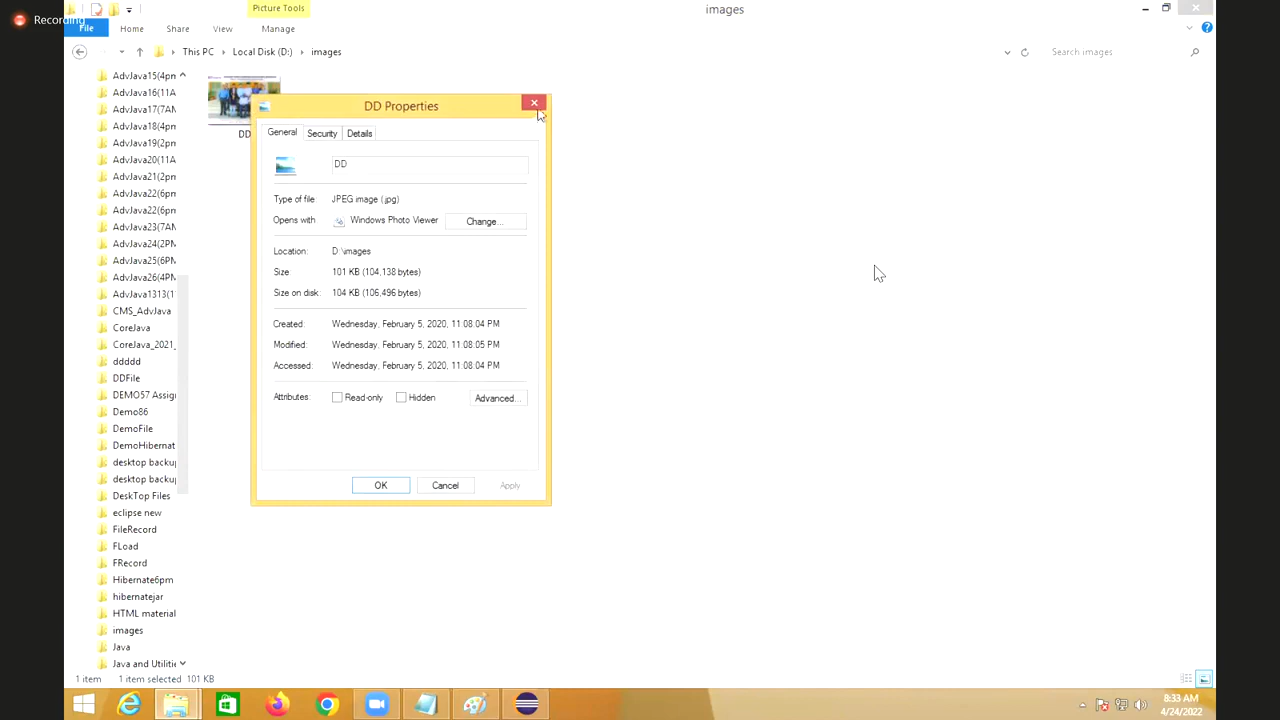 Recording
Picture Tools
images
File
Home
Share
View
Manage
This PC
Local Disk (D:)
images
Search images
AdvJava15(4pm
AdvJava16(11A
AdvJava17(7AN
AdvJava18(4pm
AdvJava19(2pm
AdvJava20(11A
AdvJava21(2pm
AdvJava22(6pm
AdvJava22(6pm
AdvJava23(7AN
AdvJava24(2PM
AdvJava25(6PM
AdvJava26(4PM
AdvJava1313(1
CMS_AdvJava
CoreJava
CoreJava_2021_
ddddd
DDFile
DEMO57 Assig
Demo86
DemoFile
DemoHibernat
desktop backu
desktop backu
DeskTop Files
eclipse new
FileRecord
FLoad
FRecord
Hibernate6pm
hibernatejar
HTML material
images
Java
Java and Utilitie
DD
DD Properties
General
Security
Details
DD
Type of file: JPEG image (.jpg)
Opens with: Windows Photo Viewer Change...
Location: D:\images
Size: 101 KB (104,138 bytes)
Size on disk: 104 KB (106,496 bytes)
Created: Wednesday, February 5, 2020, 11:08:04 PM
Modified: Wednesday, February 5, 2020, 11:08:05 PM
Accessed: Wednesday, February 5, 2020, 11:08:04 PM
Attributes: Read-only Hidden Advanced...
OK Cancel Apply
1 item 1 item selected 101 KB
8:33 AM
4/24/2022